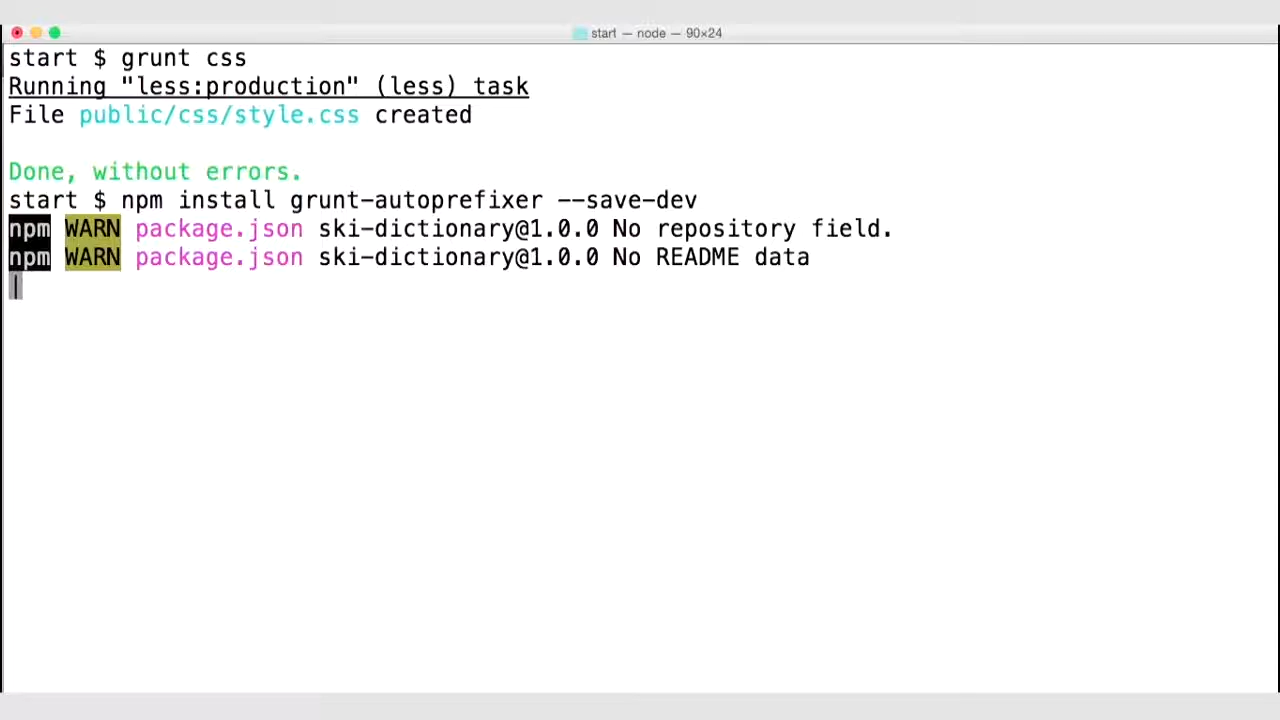 start — node — 90×24
start $ grunt css
Running "less:production" (less) task
File public/css/style.css created
Done, without errors.
start $ npm install grunt-autoprefixer --save-dev
npm WARN package.json ski-dictionary@1.0.0 No repository field.
npm WARN package.json ski-dictionary@1.0.0 No README data